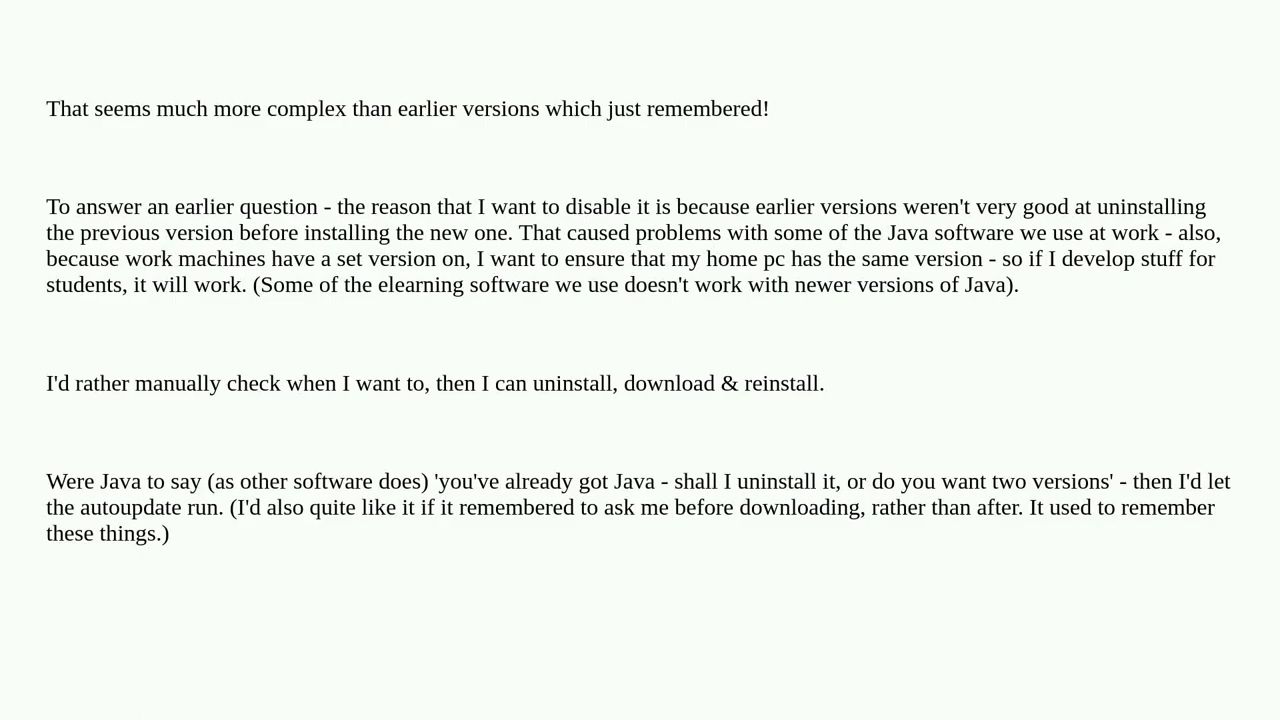 That seems much more complex than earlier versions which just remembered!
To answer an earlier question - the reason that I want to disable it is because earlier versions weren't very good at uninstalling
the previous version before installing the new one. That caused problems with some of the Java software we use at work - also,
because work machines have a set version on, I want to ensure that my home pc has the same version - so if I develop stuff for
students, it will work. (Some of the elearning software we use doesn't work with newer versions of Java).
I'd rather manually check when I want to, then I can uninstall, download & reinstall.
Were Java to say (as other software does) 'you've already got Java - shall I uninstall it, or do you want two versions' - then I'd let
the autoupdate run. (I'd also quite like it if it remembered to ask me before downloading, rather than after. It used to remember
these things.)